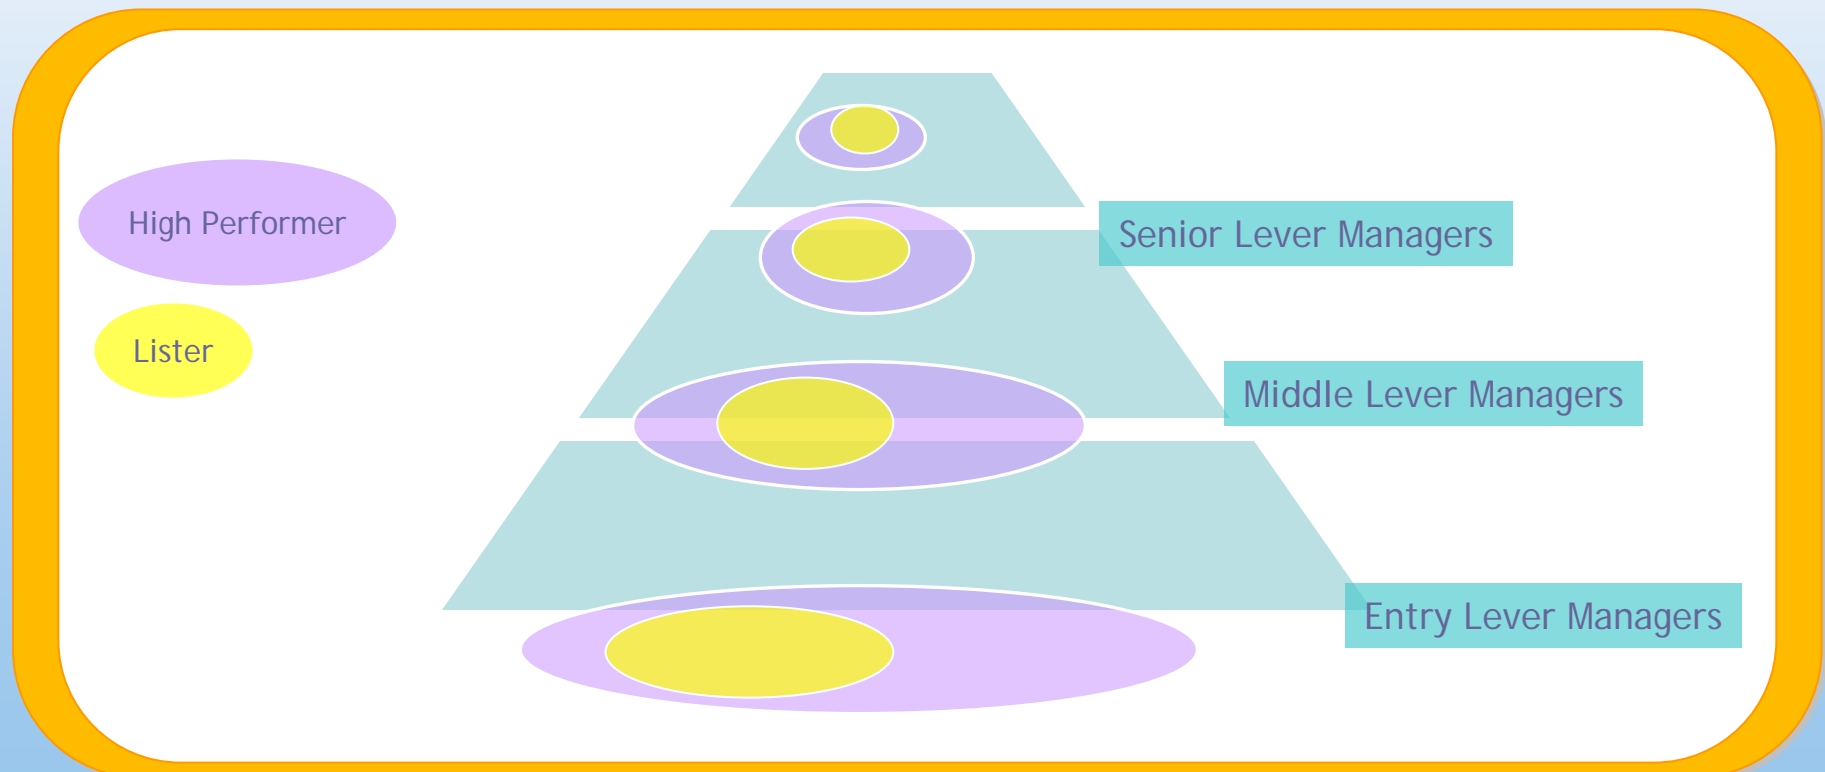 High Performer
Lister
Senior Lever Managers
Middle Lever Managers
Entry Lever Managers